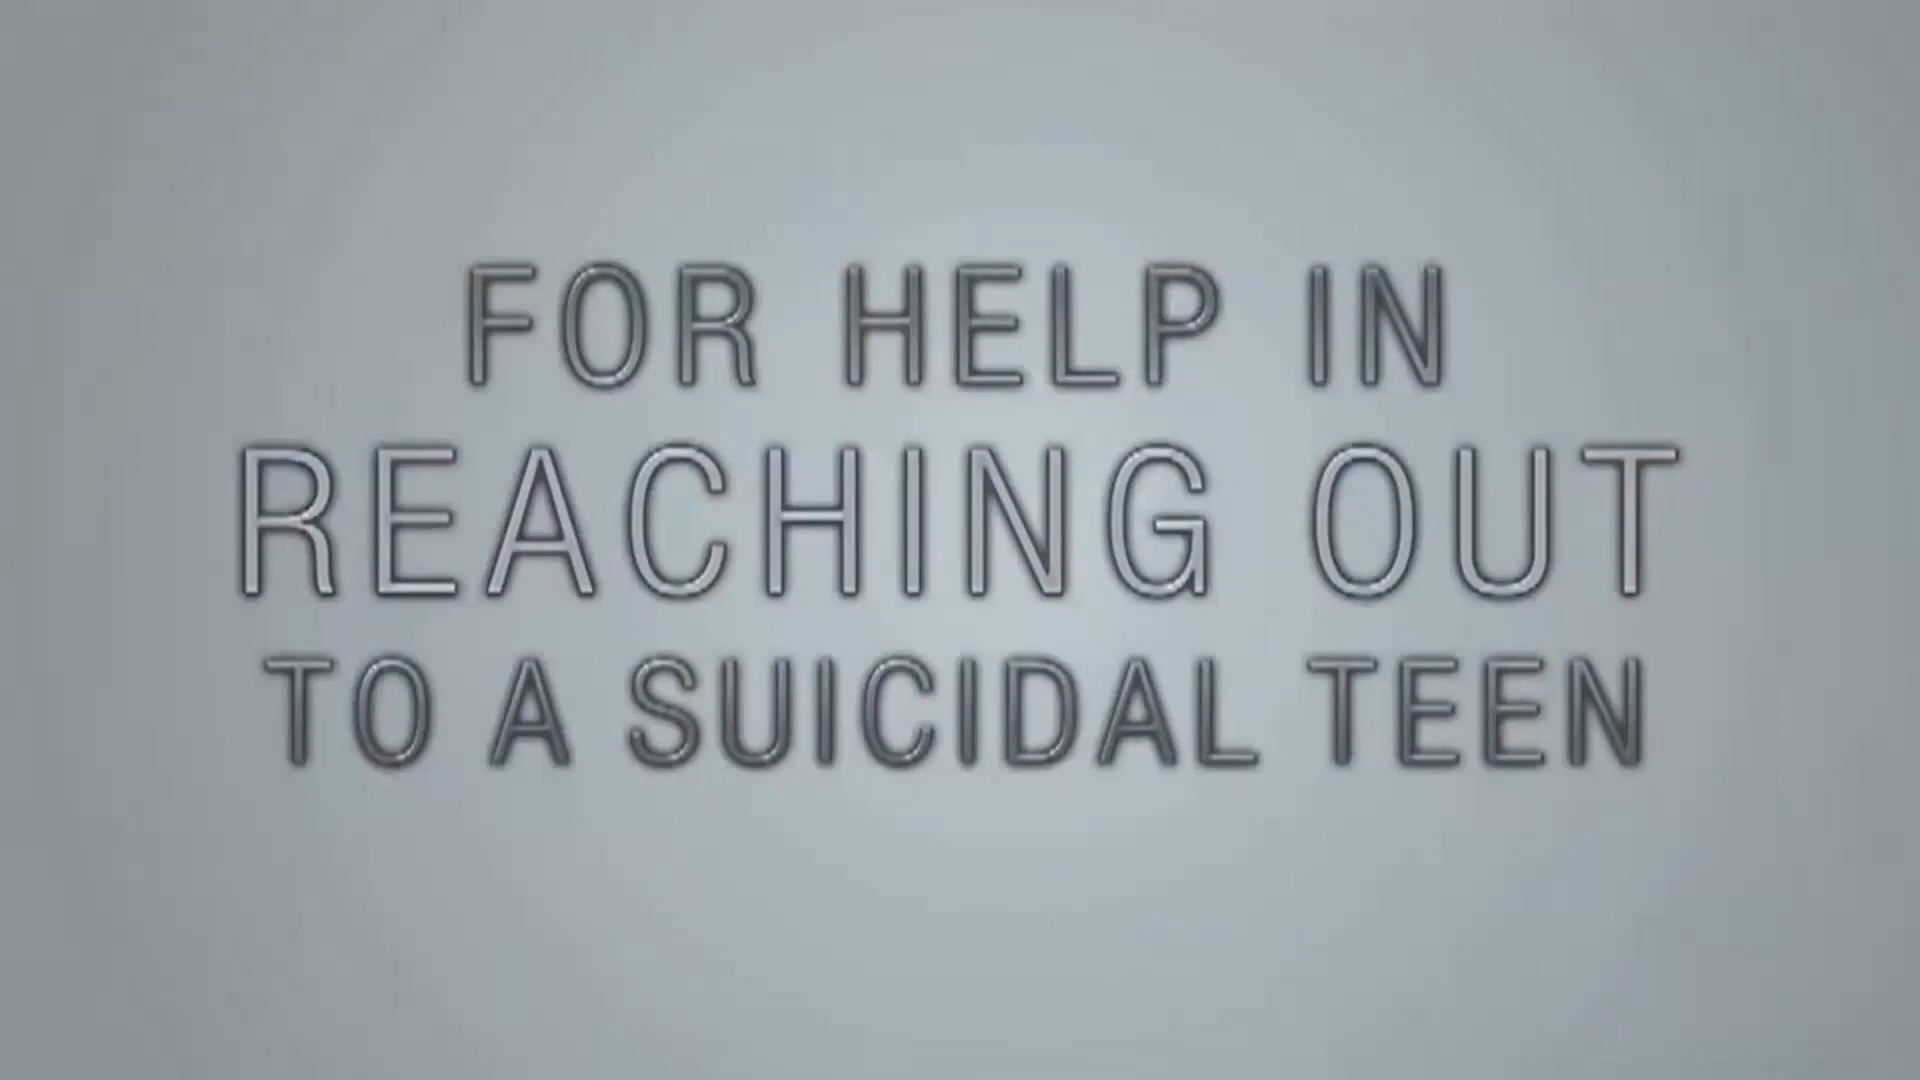 FOR HELP IN
REACHING OUT
TO A SUICIDAL TEEN